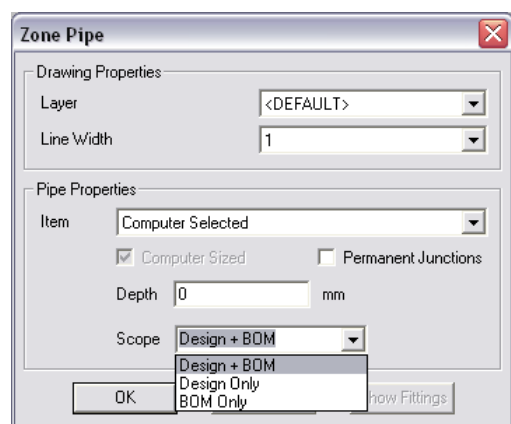 Zone Pipe
Drawing Properties
Layer <DEFAULT>
Line Width 1
Pipe Properties
Item Computer Selected
Computer Sized Permanent Junctions
Depth 0 mm
Scope Design + BOM
Design + BOM
Design Only
BOM Only
OK how Fittings